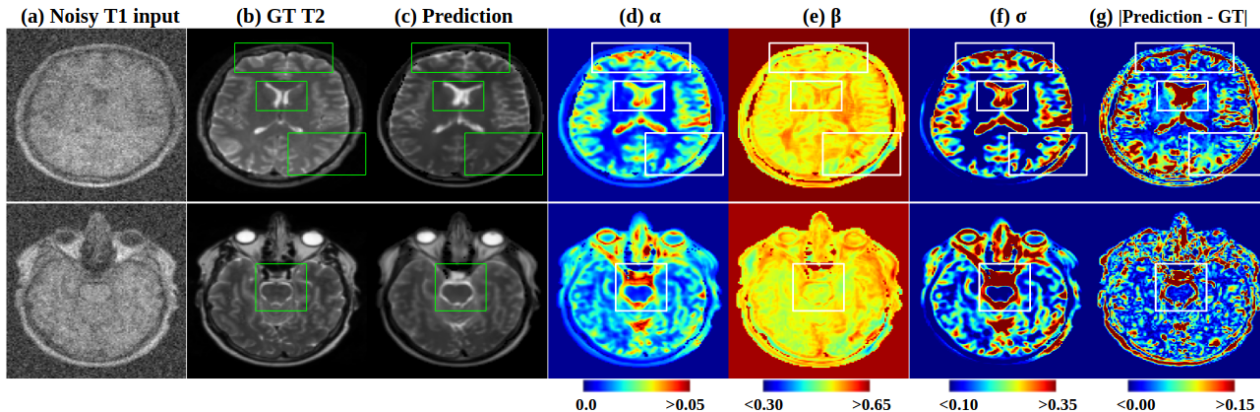 (a) Noisy T1 input (b) GT T2 (c) Prediction (d) α (e) β (f) σ (g) |Prediction - GT|
0.0 >0.05 <0.30 >0.65 <0.10 >0.35 <0.00 >0.15